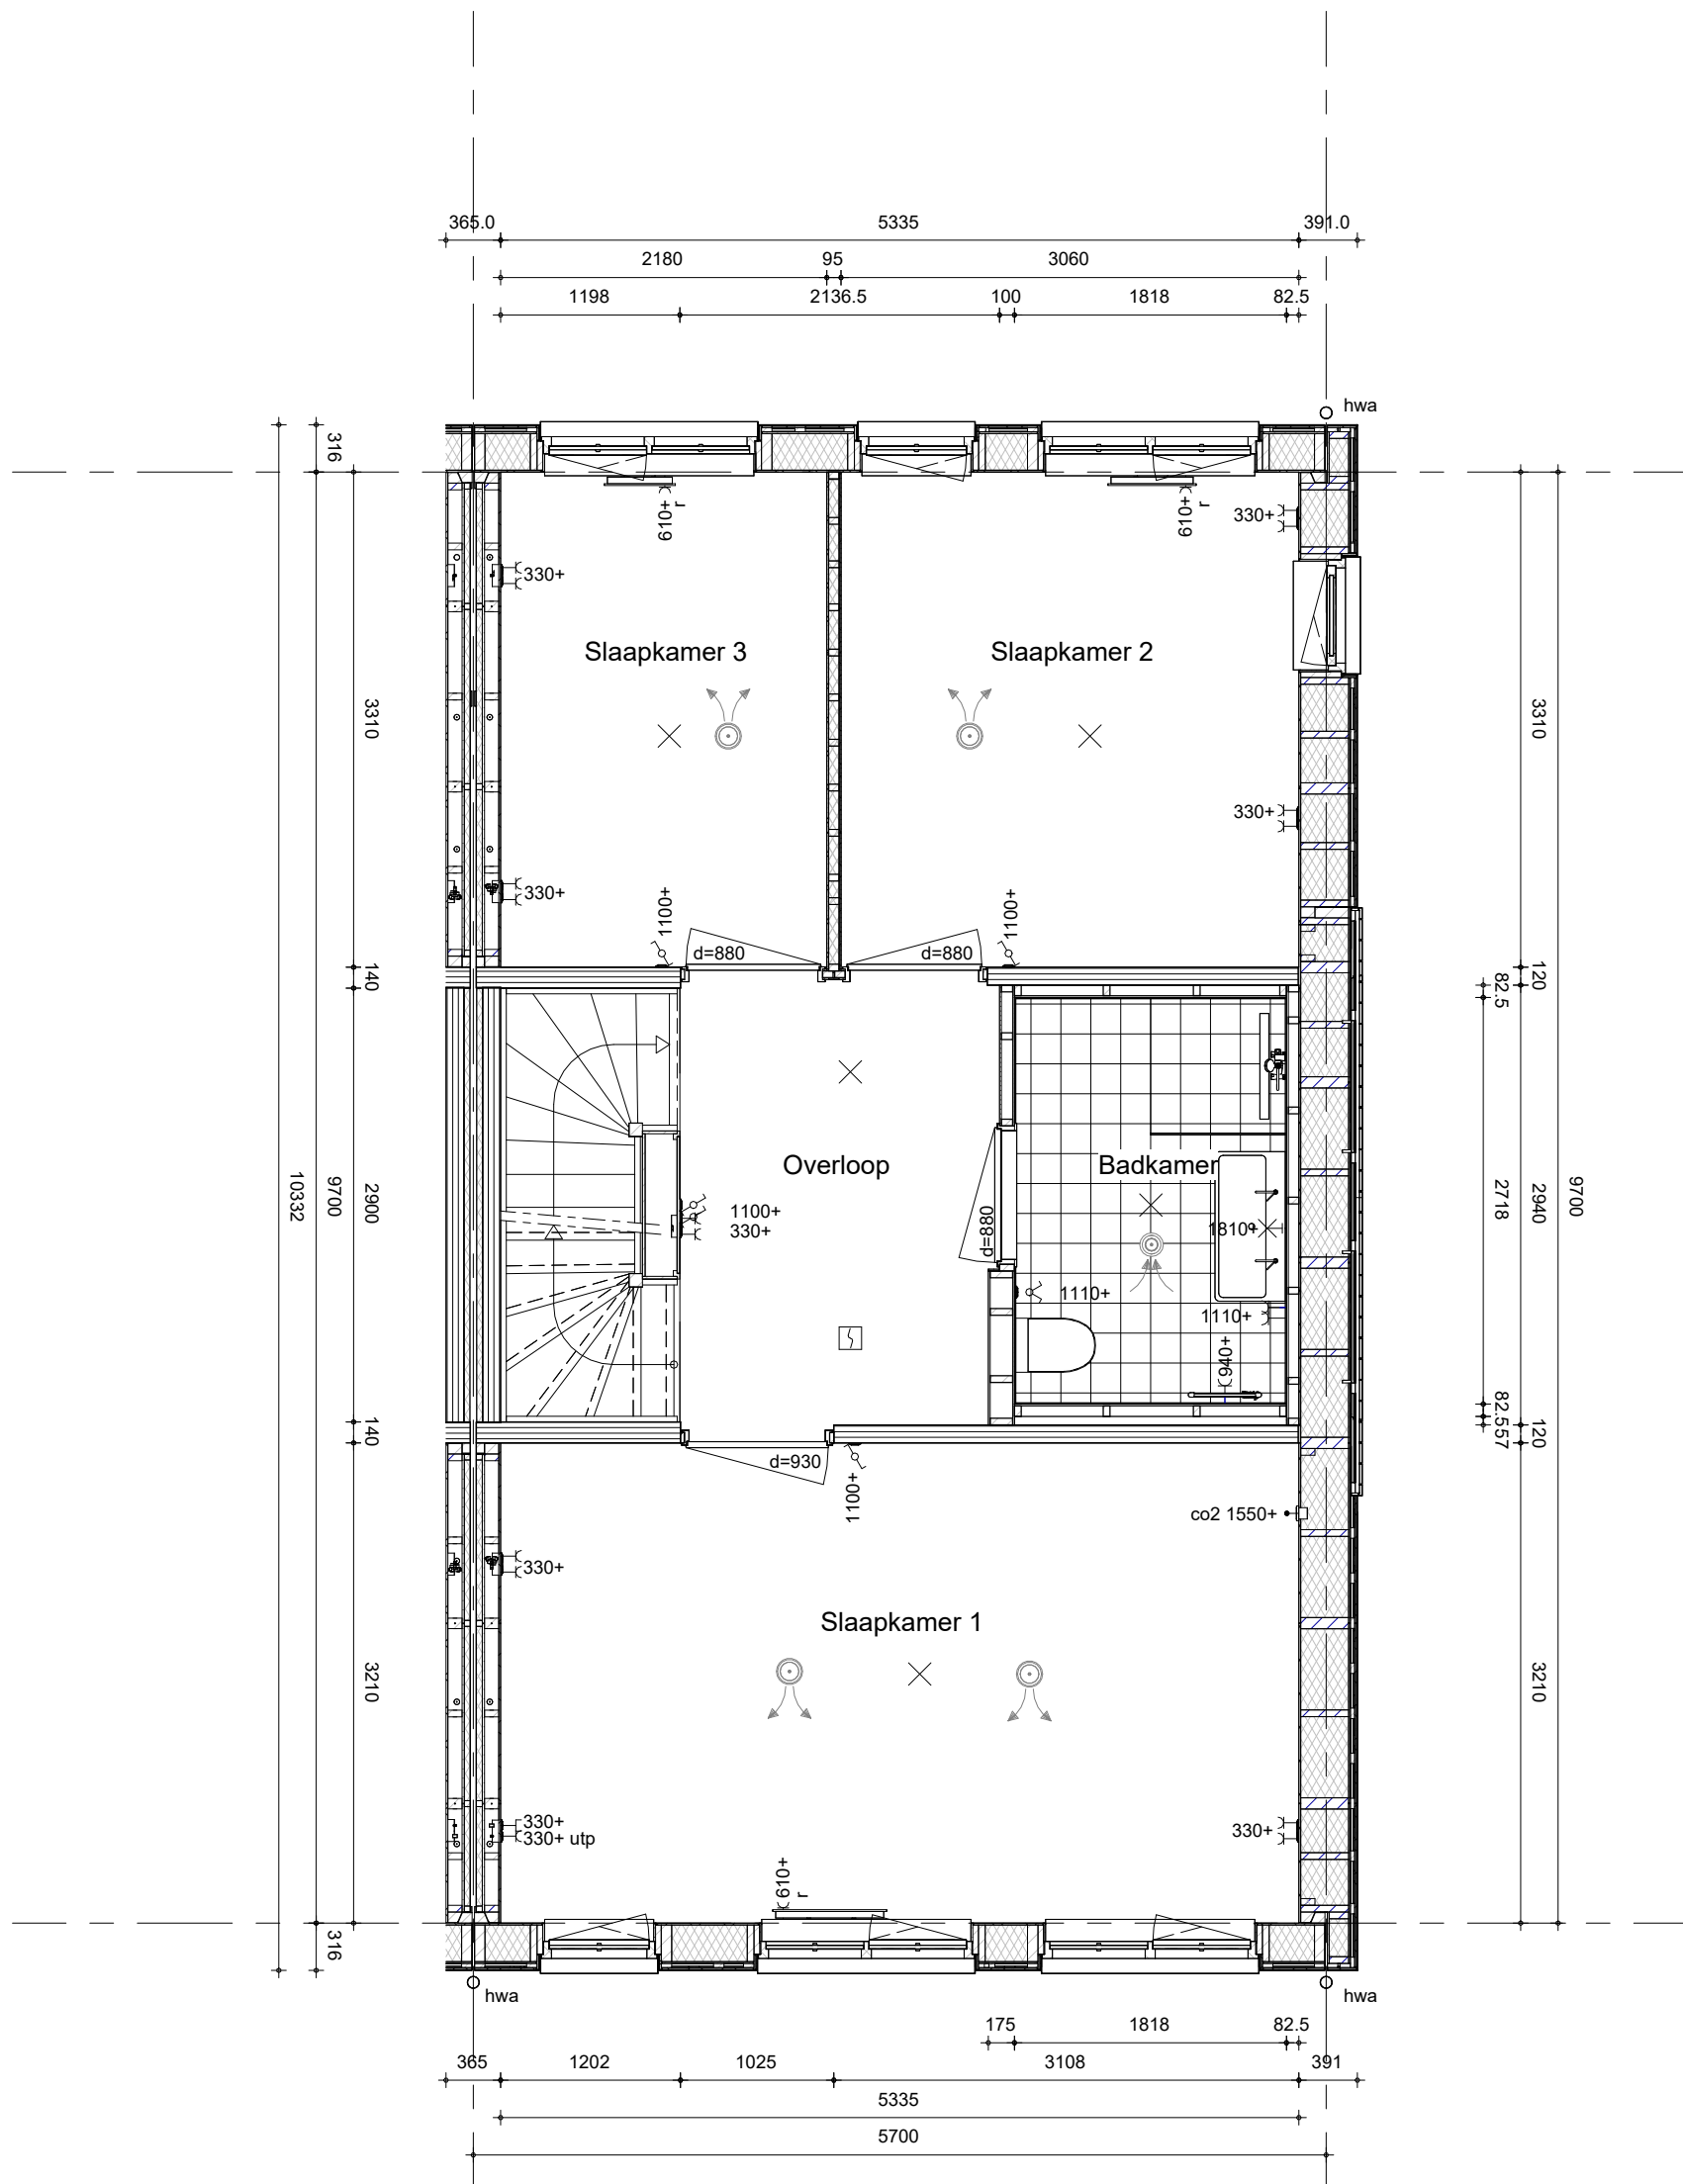 365.0 5335 391.0
2180 95 3060
1198 2136.5 100 1818 82.5
hwa
316
610+
r
610+
r
330+
330+
Slaapkamer 3
Slaapkamer 2
3310
3310
330+
330+
1100+
1100+
d=880
d=880
140
120
82.5
10332
9700
2900
Overloop
Badkamer
2718
2940
9700
1100+
330+
d=880
1810+
1110+
1110+
940+
140
82.5
57
120
d=930
1100+
co2 1550+
330+
Slaapkamer 1
3210
3210
330+
330+ utp
330+
610+
r
316
hwa
hwa
175 1818 82.5
365 1202 1025 3108 391
5335
5700